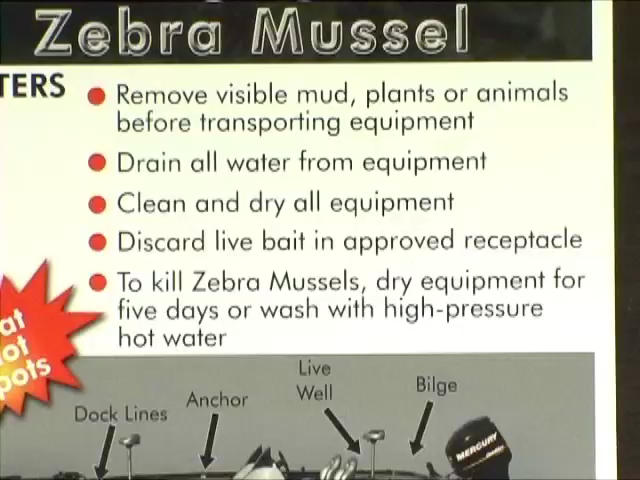 Zebra Mussel
TERS
Remove visible mud, plants or animals
before transporting equipment
Drain all water from equipment
Clean and dry all equipment
Discard live bait in approved receptacle
To kill Zebra Mussels, dry equipment for
five days or wash with high-pressure
hot water
at
ot
pots
Dock Lines
Anchor
Live
Well
Bilge
MERCURY